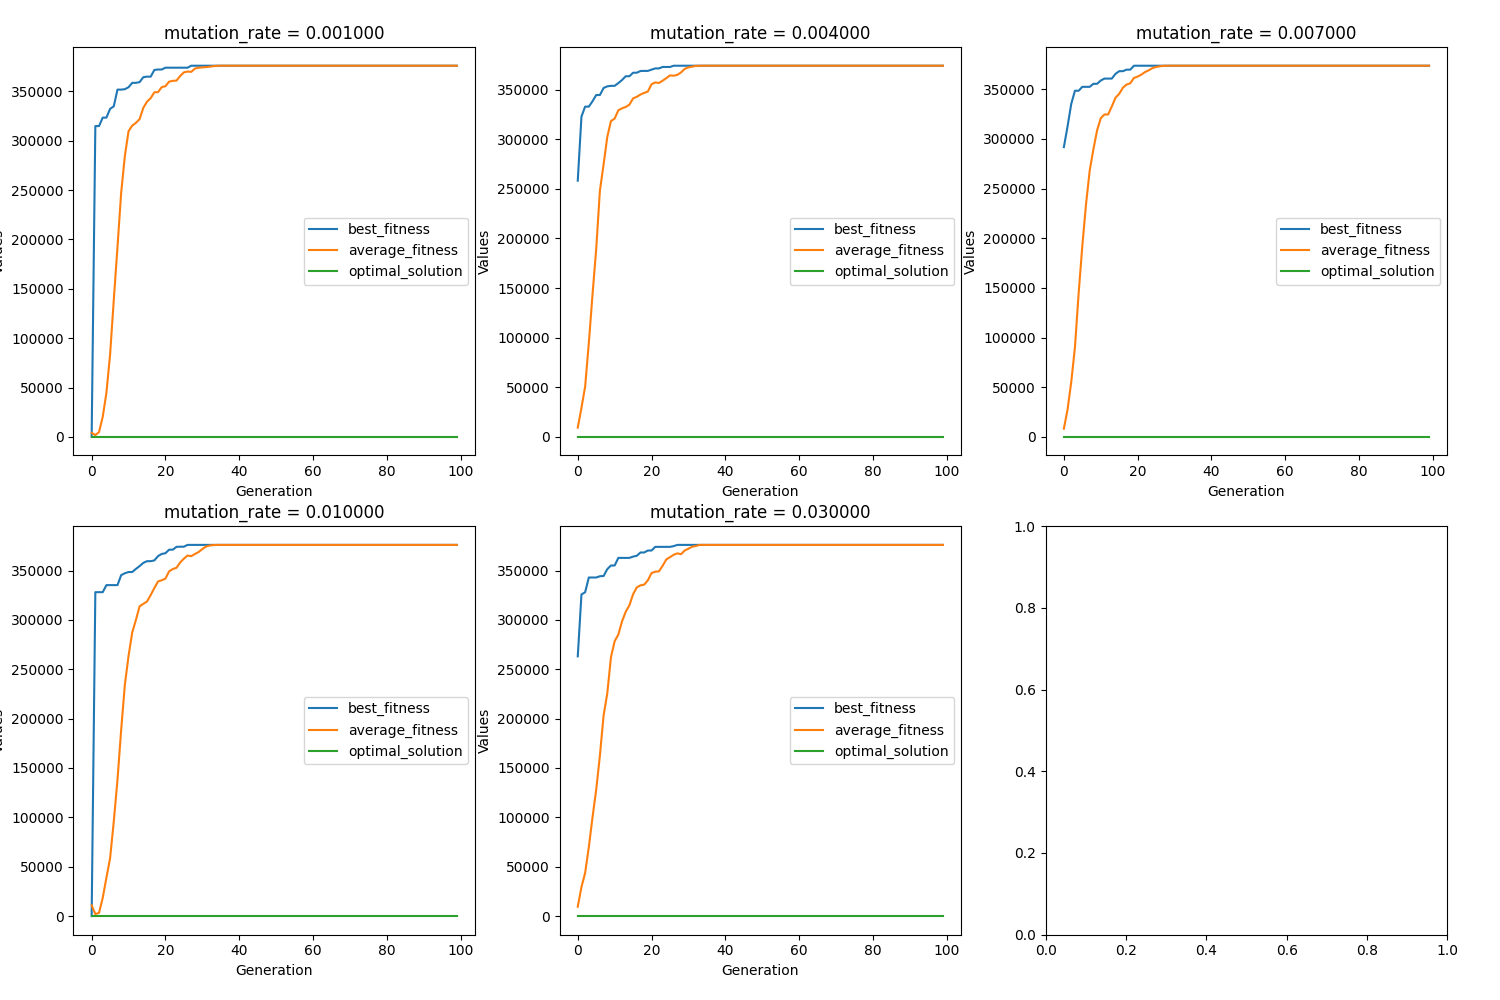 mutation_rate = 0.001000
350000
300000
250000
200000
150000
100000
50000
0
0 20 40 60 80 100
Generation
best_fitness
average_fitness
optimal_solution
mutation_rate = 0.004000
Values
350000
300000
250000
200000
150000
100000
50000
0
0 20 40 60 80 100
Generation
best_fitness
average_fitness
optimal_solution
mutation_rate = 0.007000
Values
350000
300000
250000
200000
150000
100000
50000
0
0 20 40 60 80 100
Generation
best_fitness
average_fitness
optimal_solution
mutation_rate = 0.010000
350000
300000
250000
200000
150000
100000
50000
0
0 20 40 60 80 100
Generation
best_fitness
average_fitness
optimal_solution
mutation_rate = 0.030000
Values
350000
300000
250000
200000
150000
100000
50000
0
0 20 40 60 80 100
Generation
best_fitness
average_fitness
optimal_solution
1.0
0.8
0.6
0.4
0.2
0.0
0.0 0.2 0.4 0.6 0.8 1.0